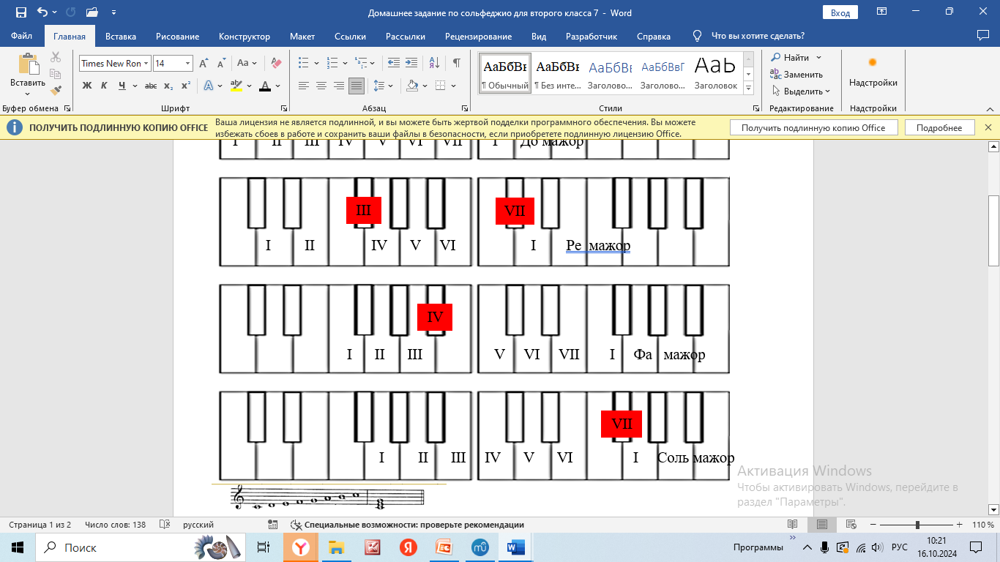 Домашнее задание по сольфеджио для второго класса 7 - Word
Вход
Файл Главная Вставка Рисование Конструктор Макет Ссылки Рассылки Рецензирование Вид Разработчик Справка Что вы хотите сделать?
Вставить
Буфер обмена
Times New Ron 14
Aa
Ж К Ч abc x₂ x²
Шрифт
Абзац
АаБбВı АаБбВı АаБбВı АаБбВвГ АаБ
¶ Обычный ¶ Без инте... Заголово... Заголово... Заголовок
Стили
Найти
Заменить
Выделить
Редактирование
Настройки
Настройки
ПОЛУЧИТЬ ПОДЛИННУЮ КОПИЮ OFFICE
Ваша лицензия не является подлинной, и вы можете быть жертвой подделки программного обеспечения. Вы можете
избежать сбоев в работе и сохранить ваши файлы в безопасности, если приобретете подлинную лицензию Office.
Получить подлинную копию Office
Подробнее
I II III IV V VI VII I До мажор
III VII
I II IV V VI I Ре мажор
IV
I II III V VI VII I Фа мажор
VII
I II III IV V VI I Соль мажор
Активация Windows
Чтобы активировать Windows, перейдите в
раздел "Параметры".
Страница 1 из 2 Число слов: 138 русский Специальные возможности: проверьте рекомендации 110 %
Поиск
Программы
РУС
10:21
16.10.2024